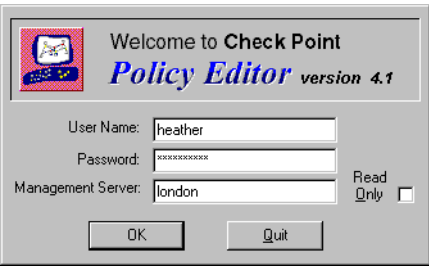 Welcome to Check Point
Policy Editor version 4.1
User Name: heather
Password: xxxxxxxxxx
Management Server: london
Read Only
OK Quit